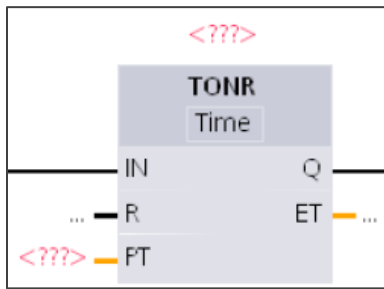 <???>
TONR
Time
IN Q
... R ET ...
<???> PT